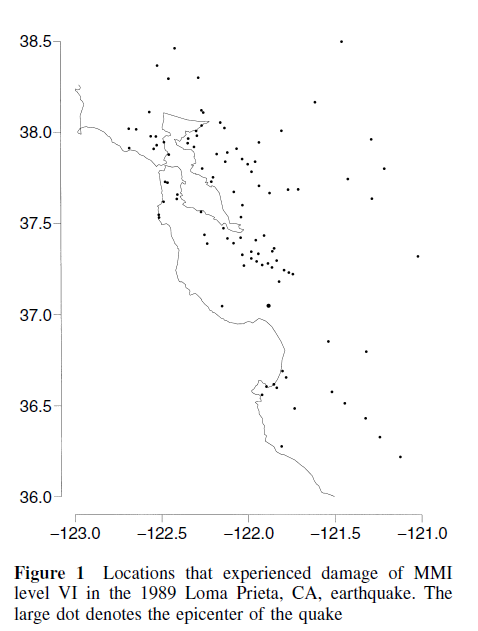 38.5
38.0
37.5
37.0
36.5
36.0
−123.0 −122.5 −122.0 −121.5 −121.0
Figure 1 Locations that experienced damage of MMI
level VI in the 1989 Loma Prieta, CA, earthquake. The
large dot denotes the epicenter of the quake